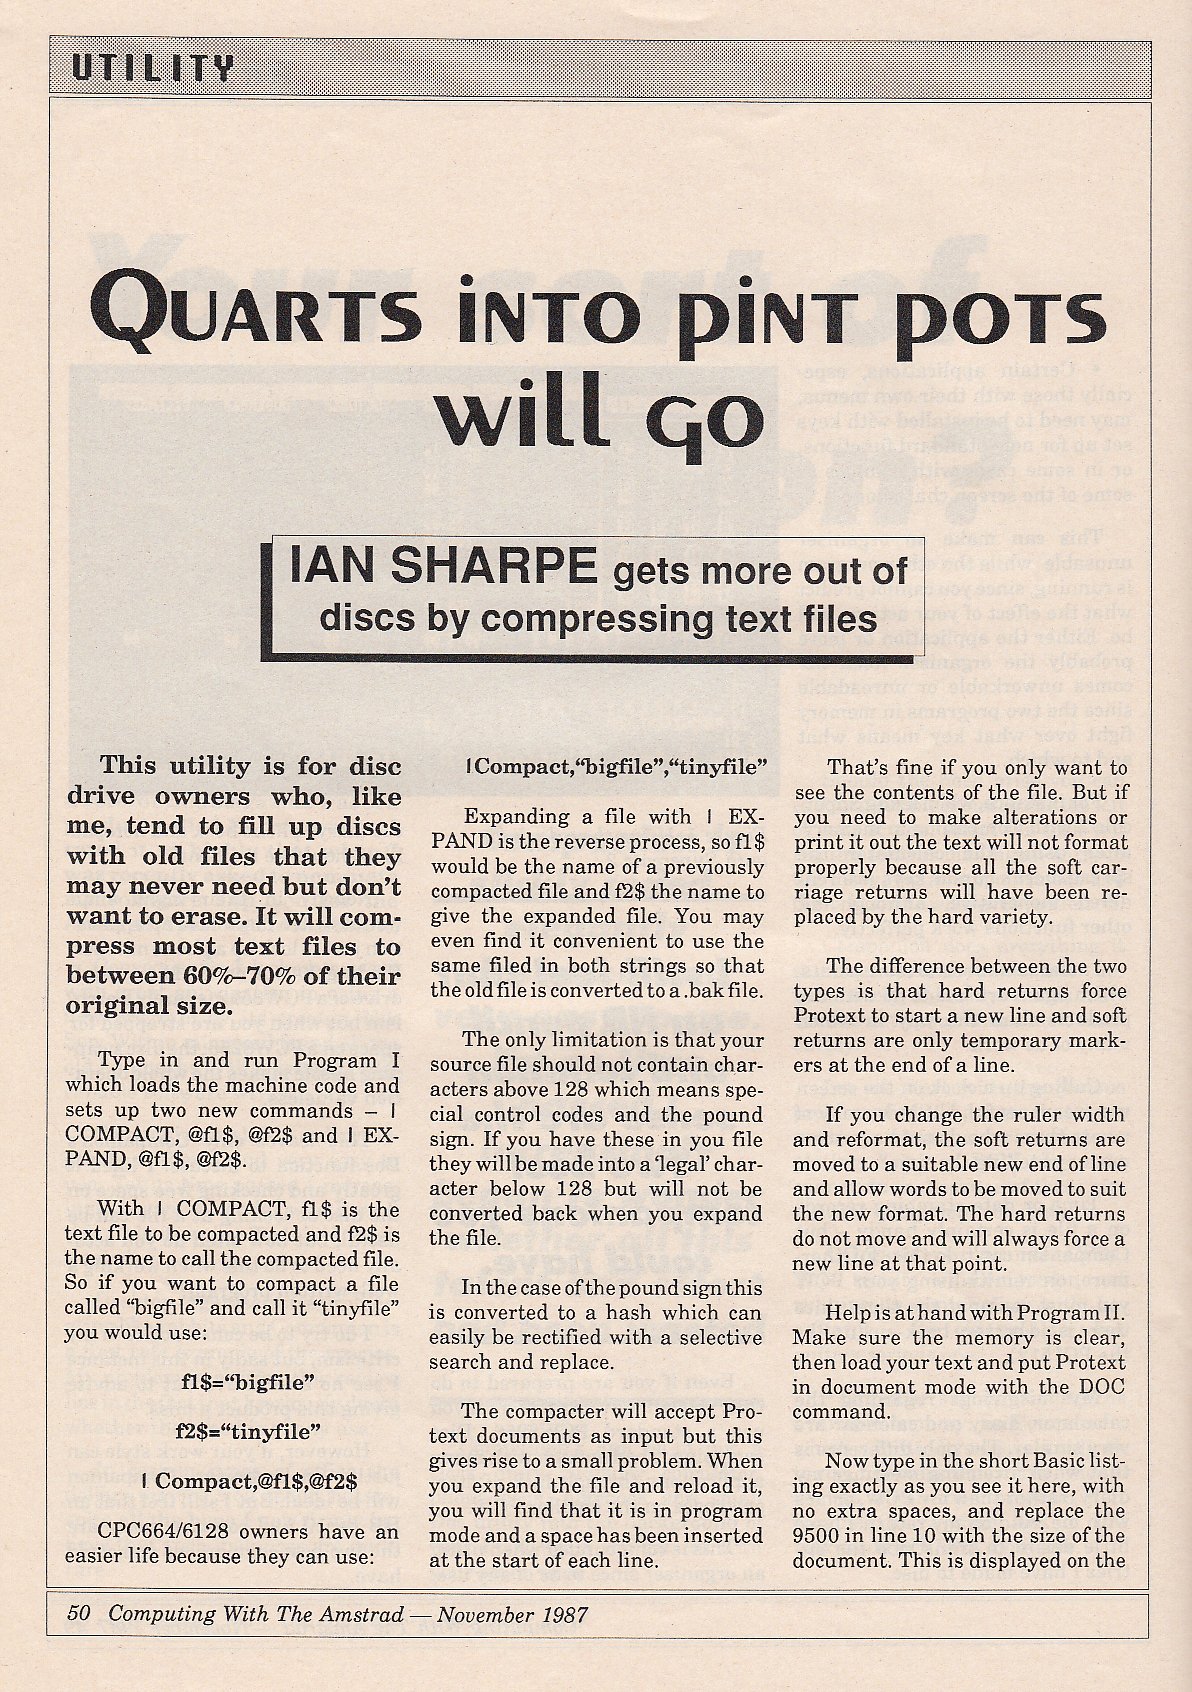 UTILITY
QUARTS INTO PINT POTS
will go
IAN SHARPE gets more out of
discs by compressing text files
This utility is for disc
drive owners who, like
me, tend to fill up discs
with old files that they
may never need but don't
want to erase. It will com-
press most text files to
between 60%–70% of their
original size.
Type in and run Program I
which loads the machine code and
sets up two new commands – |
COMPACT, @f1$, @f2$ and | EX-
PAND, @f1$, @f2$.
With | COMPACT, f1$ is the
text file to be compacted and f2$ is
the name to call the compacted file.
So if you want to compact a file
called “bigfile” and call it “tinyfile”
you would use:
f1$=“bigfile”
f2$=“tinyfile”
| Compact,@f1$,@f2$
CPC664/6128 owners have an
easier life because they can use:
|Compact,“bigfile”,“tinyfile”
Expanding a file with | EX-
PAND is the reverse process, so f1$
would be the name of a previously
compacted file and f2$ the name to
give the expanded file. You may
even find it convenient to use the
same filed in both strings so that
the old file is converted to a .bak file.
The only limitation is that your
source file should not contain char-
acters above 128 which means spe-
cial control codes and the pound
sign. If you have these in you file
they will be made into a ‘legal’ char-
acter below 128 but will not be
converted back when you expand
the file.
In the case of the pound sign this
is converted to a hash which can
easily be rectified with a selective
search and replace.
The compacter will accept Pro-
text documents as input but this
gives rise to a small problem. When
you expand the file and reload it,
you will find that it is in program
mode and a space has been inserted
at the start of each line.
That's fine if you only want to
see the contents of the file. But if
you need to make alterations or
print it out the text will not format
properly because all the soft car-
riage returns will have been re-
placed by the hard variety.
The difference between the two
types is that hard returns force
Protext to start a new line and soft
returns are only temporary mark-
ers at the end of a line.
If you change the ruler width
and reformat, the soft returns are
moved to a suitable new end of line
and allow words to be moved to suit
the new format. The hard returns
do not move and will always force a
new line at that point.
Help is at hand with Program II.
Make sure the memory is clear,
then load your text and put Protext
in document mode with the DOC
command.
Now type in the short Basic list-
ing exactly as you see it here, with
no extra spaces, and replace the
9500 in line 10 with the size of the
document. This is displayed on the
50 Computing With The Amstrad — November 1987